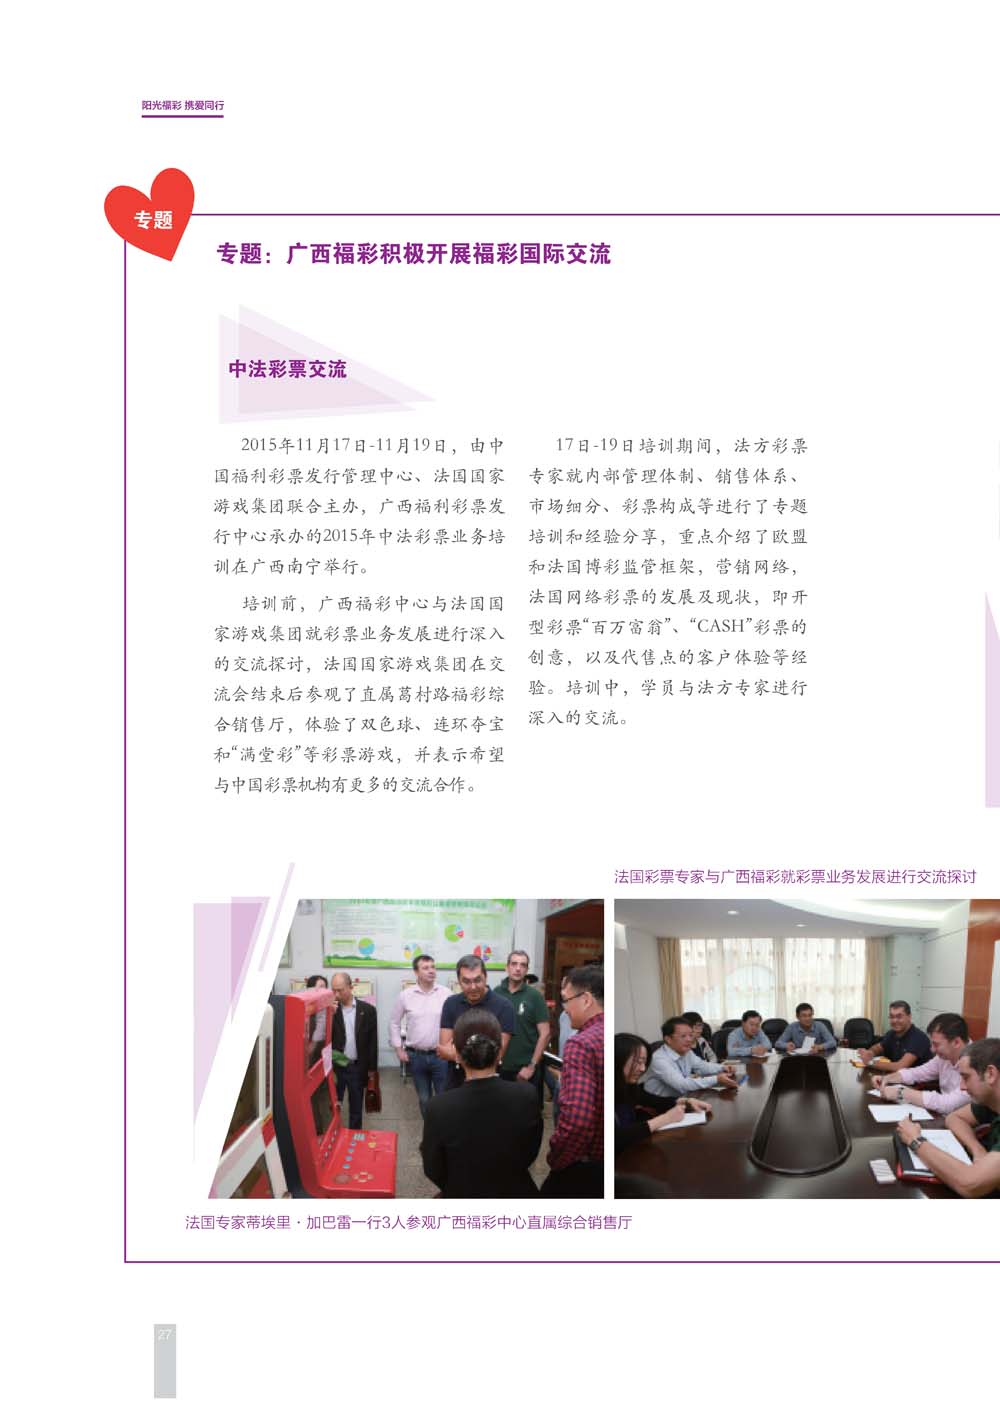 阳光福彩 携爱同行
专题
专题：广西福彩积极开展福彩国际交流
中法彩票交流
2015年11月17日-11月19日，由中
国福利彩票发行管理中心、法国国家
游戏集团联合主办，广西福利彩票发
行中心承办的2015年中法彩票业务培
训在广西南宁举行。
培训前，广西福彩中心与法国国
家游戏集团就彩票业务发展进行深入
的交流探讨，法国国家游戏集团在交
流会结束后参观了直属葛村路福彩综
合销售厅，体验了双色球、连环夺宝
和“满堂彩”等彩票游戏，并表示希望
与中国彩票机构有更多的交流合作。
17日-19日培训期间，法方彩票
专家就内部管理体制、销售体系、
市场细分、彩票构成等进行了专题
培训和经验分享，重点介绍了欧盟
和法国博彩监管框架，营销网络，
法国网络彩票的发展及现状，即开
型彩票“百万富翁”、“CASH”彩票的
创意，以及代售点的客户体验等经
验。培训中，学员与法方专家进行
深入的交流。
法国彩票专家与广西福彩就彩票业务发展进行交流探讨
法国专家蒂埃里·加巴雷一行3人参观广西福彩中心直属综合销售厅
27